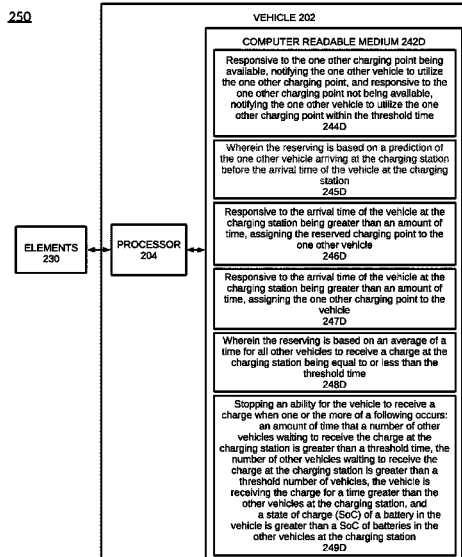 250
VEHICLE 202
COMPUTER READABLE MEDIUM 242D
Responsive to the one other charging point being
available, notifying the one other vehicle to utilize
the one other charging point, and responsive to
the one other charging point not being available,
notifying the one other vehicle to utilize the one
other charging point within the threshold time
244D
Wherein the reserving is based on a prediction of
the one other vehicle arriving at the charging station
before the arrival time of the vehicle at the charging
station
245D
Responsive to the arrival time of the vehicle at the
charging station being greater than an amount of
time, assigning the reserved charging point to the
one other vehicle
246D
ELEMENTS
230
PROCESSOR
204
Responsive to the arrival time of the vehicle at the
charging station being greater than an amount of
time, assigning the one other charging point to the
vehicle
247D
Wherein the reserving is based on an average of a
time for all other vehicles to receive a charge at the
charging station being equal to or less than the
threshold time
248D
Stopping an ability for the vehicle to receive a
charge when one or the more of a following occurs:
an amount of time that a number of other
vehicles waiting to receive the charge at the
charging station is greater than a threshold time, the
number of other vehicles waiting to receive the
charge at the charging station is greater than a
threshold number of vehicles, the vehicle is
receiving the charge for a time greater than the
other vehicles at the charging station, and
a state of charge (SoC) of a battery in the
vehicle is greater than a SoC of batteries in the
other vehicles at the charging station
249D